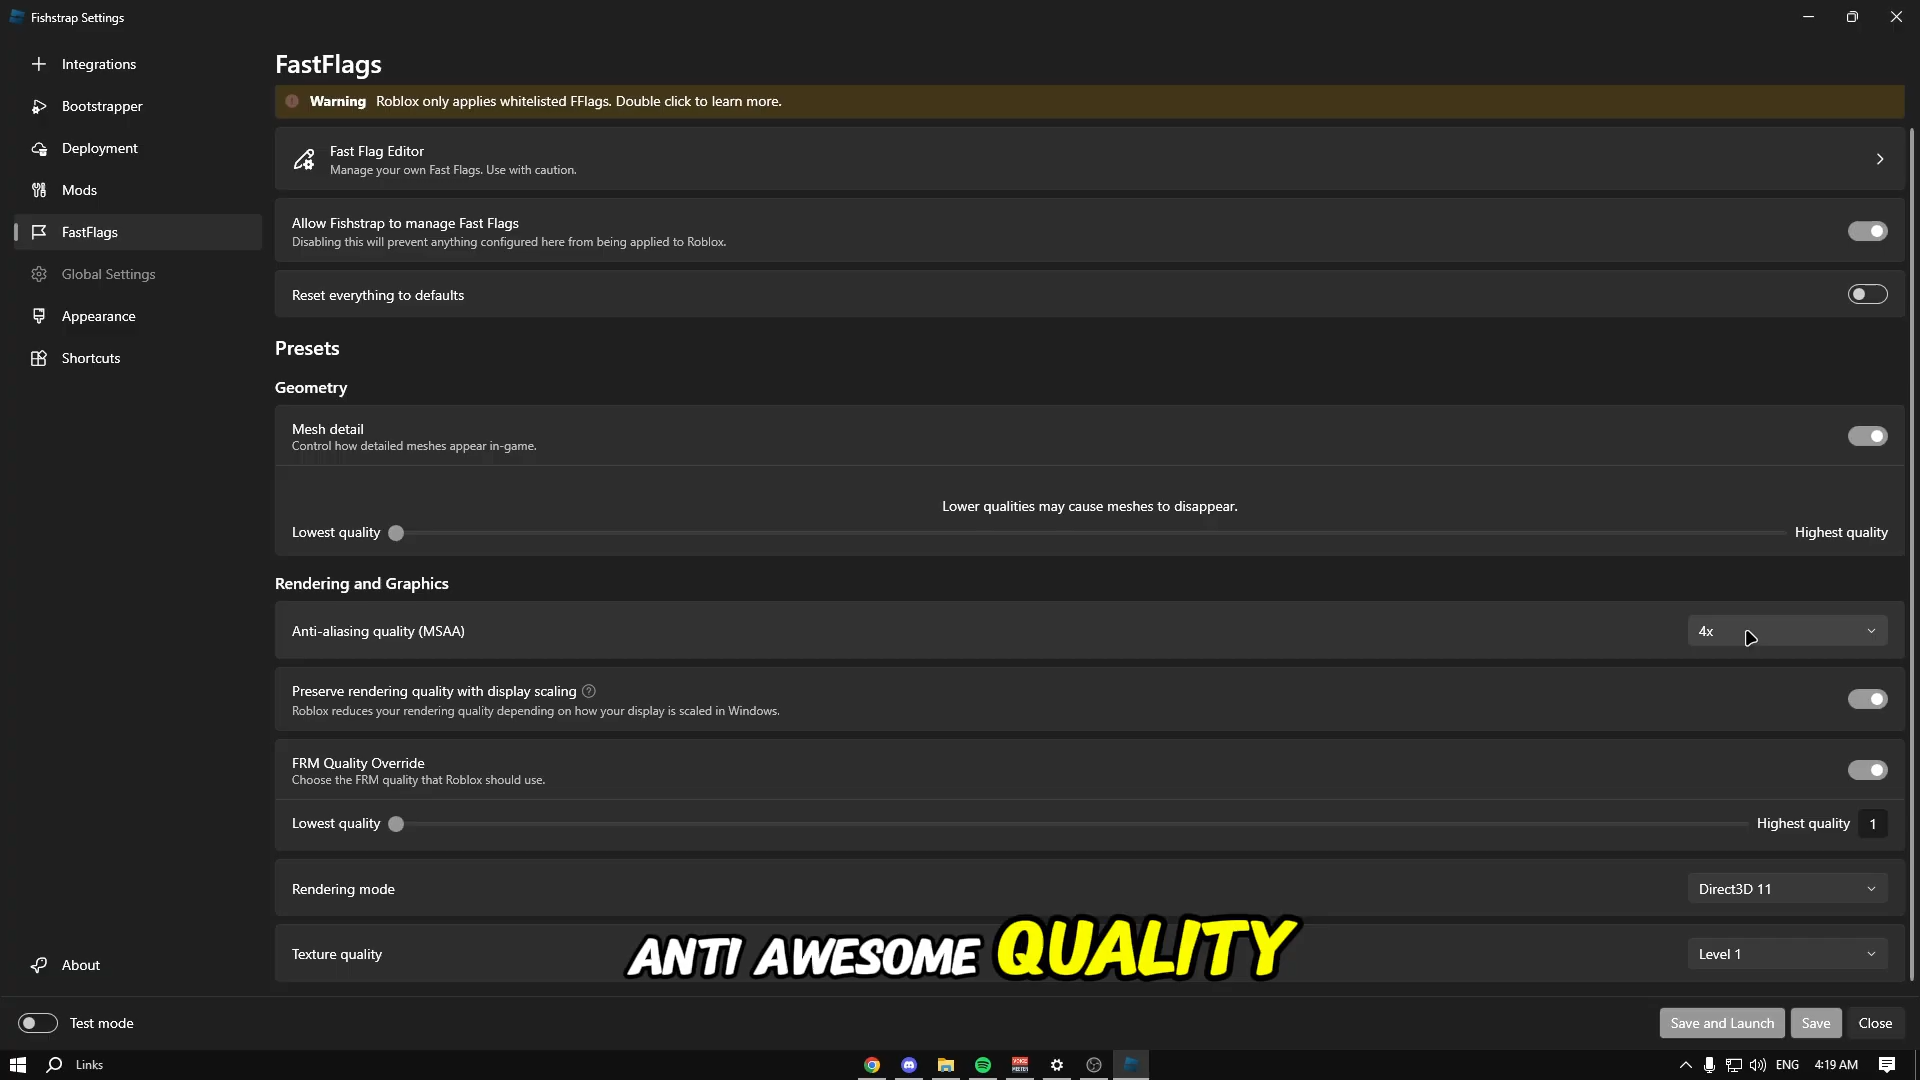 Fishstrap Settings
Integrations
Bootstrapper
Deployment
Mods
FastFlags
Global Settings
Appearance
Shortcuts
About
FastFlags
Warning Roblox only applies whitelisted FFlags. Double click to learn more.
Fast Flag Editor
Manage your own Fast Flags. Use with caution.
Allow Fishstrap to manage Fast Flags
Disabling this will prevent anything configured here from being applied to Roblox.
Reset everything to defaults
Presets
Geometry
Mesh detail
Control how detailed meshes appear in-game.
Lower qualities may cause meshes to disappear.
Lowest quality Highest quality
Rendering and Graphics
Anti-aliasing quality (MSAA) 4x
Preserve rendering quality with display scaling ?
Roblox reduces your rendering quality depending on how your display is scaled in Windows.
FRM Quality Override
Choose the FRM quality that Roblox should use.
Lowest quality Highest quality 1
Rendering mode Direct3D 11
Texture quality Level 1
ANTI AWESOME QUALITY
Test mode Save and Launch Save Close
Links ENG 4:19 AM